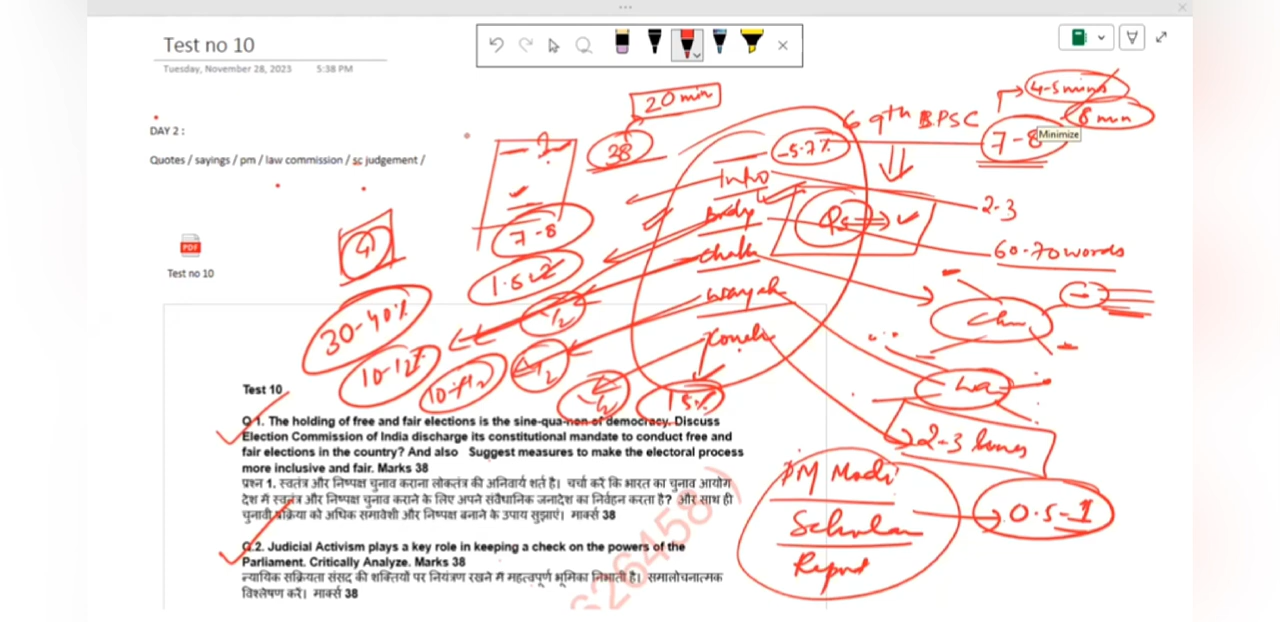 Test no 10
Tuesday, November 28, 2023 5:38 PM
DAY 2 :
Quotes / sayings / pm / law commission / sc judgement /
PDF
Test no 10
20 min
38
-5-7%
69th BPSC
4-5 min
8 min
7-8
Minimize
Intro
2-3
Body
60-70 words
7-8
30-40%
10-12
15%
2-3 lines
PM Modi
Scholar
Report
0.5-1
Test 10
Q 1. The holding of free and fair elections is the sine-qua-non of democracy. Discuss
Election Commission of India discharge its constitutional mandate to conduct free and
fair elections in the country? And also Suggest measures to make the electoral process
more inclusive and fair. Marks 38
प्रश्न 1. स्वतंत्र और निष्पक्ष चुनाव कराना लोकतंत्र की अनिवार्य शर्त है। चर्चा करें कि भारत का चुनाव आयोग
देश में स्वतंत्र और निष्पक्ष चुनाव कराने के लिए अपने संवैधानिक जनादेश का निर्वहन करता है? और साथ ही
चुनावी प्रक्रिया को अधिक समावेशी और निष्पक्ष बनाने के उपाय सुझाएं। मार्क्स 38
Q.2. Judicial Activism plays a key role in keeping a check on the powers of the
Parliament. Critically Analyze. Marks 38
न्यायिक सक्रियता संसद की शक्तियों पर नियंत्रण रखने में महत्वपूर्ण भूमिका निभाती है। समालोचनात्मक
विश्लेषण करें। मार्क्स 38
626458 )